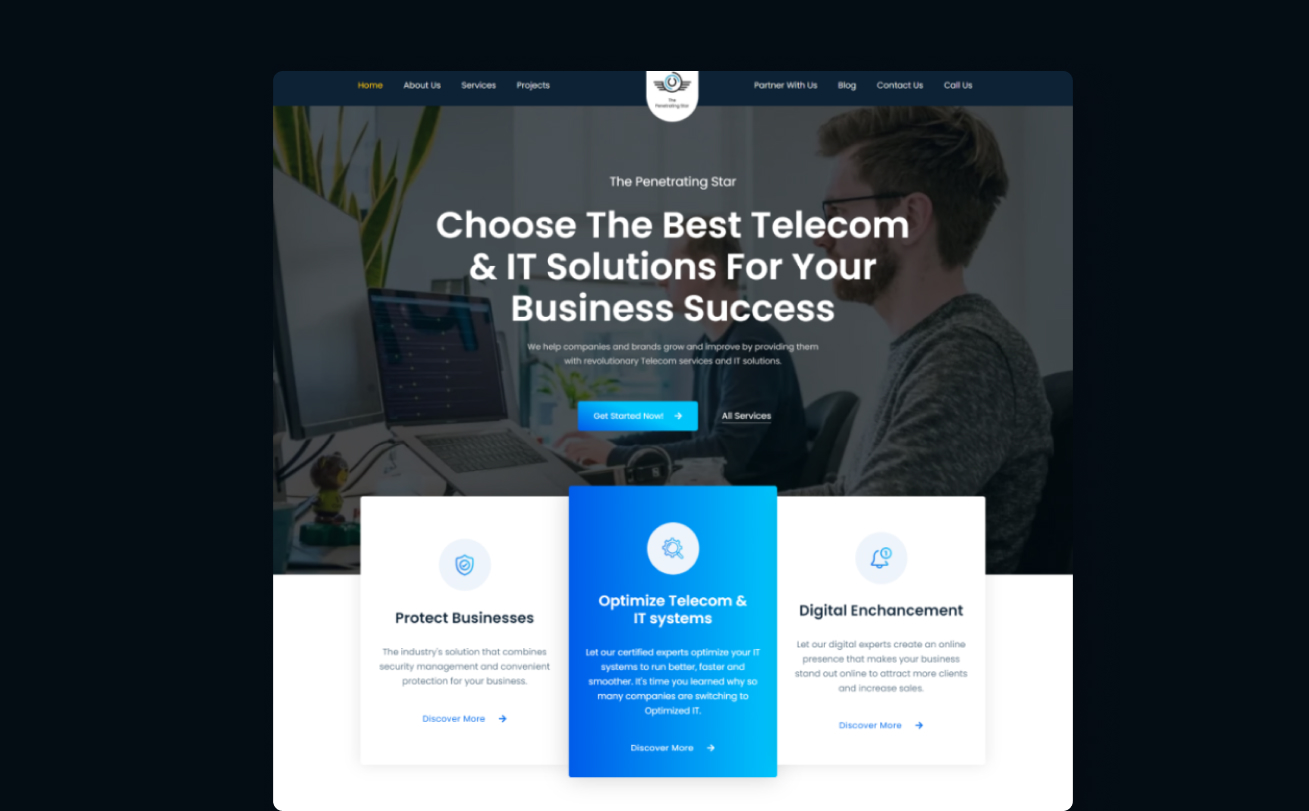 Home About Us Services Projects
The
Penetrating Star
Partner With Us Blog Contact Us Call Us
The Penetrating Star
Choose The Best Telecom
& IT Solutions For Your
Business Success
We help companies and brands grow and improve by providing them
with revolutionary Telecom services and IT solutions.
Get Started Now!
All Services
Protect Businesses
The industry's solution that combines
security management and convenient
protection for your business.
Discover More
Optimize Telecom &
IT systems
Let our certified experts optimize your IT
systems to run better, faster and
smoother. It's time you learned why so
many companies are switching to
Optimized IT.
Discover More
Digital Enchancement
Let our digital experts create an online
presence that makes your business
stand out online to attract more clients
and increase sales.
Discover More